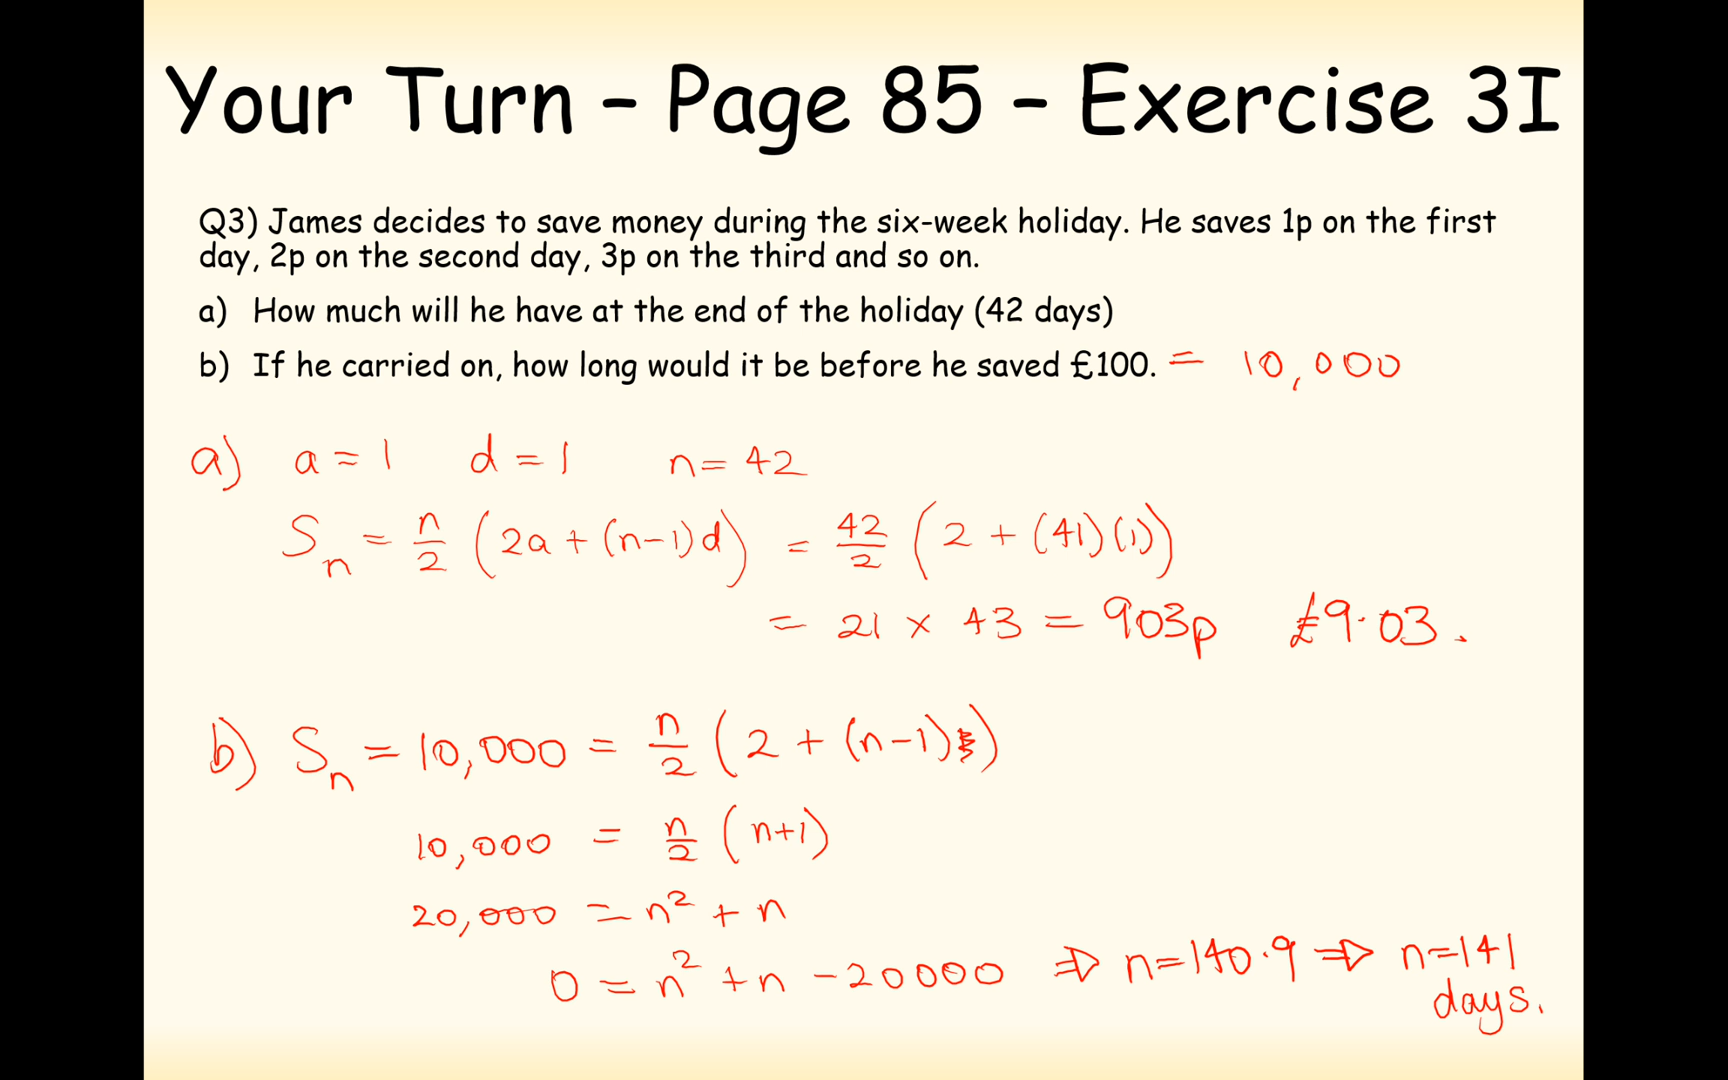 Your Turn - Page 85 - Exercise 3I
Q3) James decides to save money during the six-week holiday. He saves 1p on the first
day, 2p on the second day, 3p on the third and so on.
a) How much will he have at the end of the holiday (42 days)
b) If he carried on, how long would it be before he saved £100. = 10,000
a) a = 1 d = 1 n = 42
Sₙ = n/2 (2a + (n-1)d) = 42/2 (2 + (41)(1))
= 21 × 43 = 903p £9.03.
b) Sₙ = 10,000 = n/2 (2 + (n-1))
10,000 = n/2 (n+1)
20,000 = n² + n
0 = n² + n - 20000 ⇒ n = 140.9 ⇒ n = 141
days.